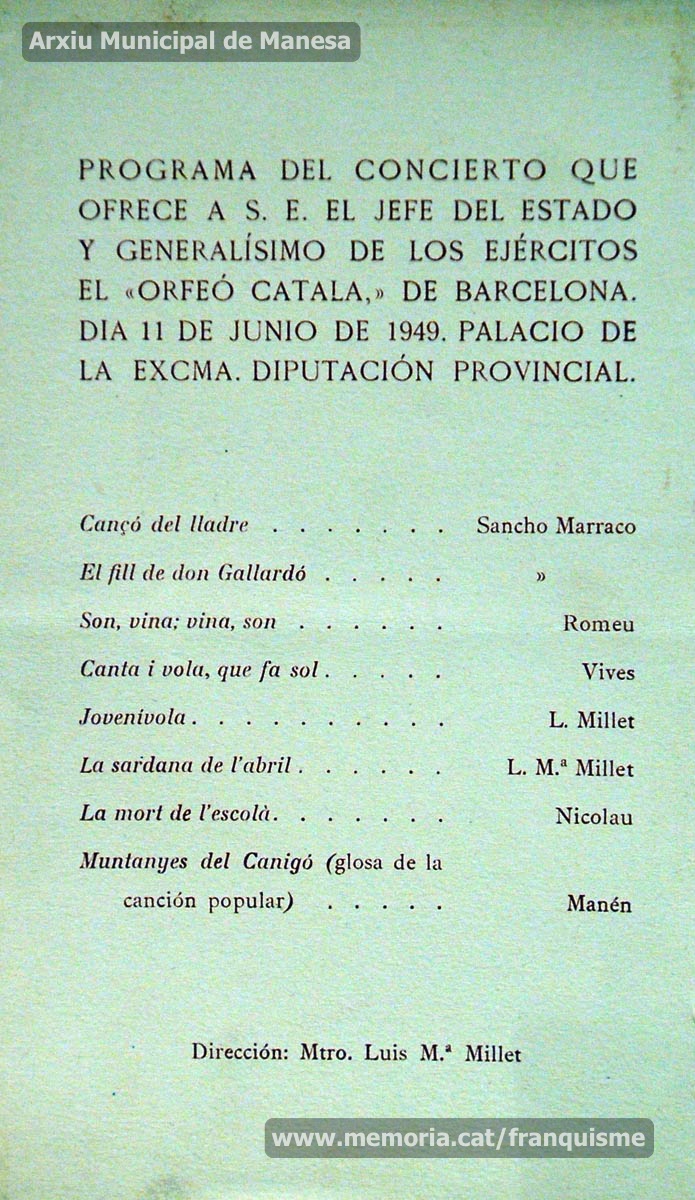 Arxiu Municipal de Manesa
PROGRAMA DEL CONCIERTO QUE
OFRECE A S. E. EL JEFE DEL ESTADO
Y GENERALÍSIMO DE LOS EJÉRCITOS
EL «ORFEÓ CATALA,» DE BARCELONA.
DIA 11 DE JUNIO DE 1949. PALACIO DE
LA EXCMA. DIPUTACIÓN PROVINCIAL.
Cançó del lladre . . . . . . . Sancho Marraco
El fill de don Gallardó . . . . . »
Son, vina; vina, son . . . . . . Romeu
Canta i vola, que fa sol . . . . . Vives
Jovenívola . . . . . . . . . . L. Millet
La sardana de l'abril . . . . . . L. M.ª Millet
La mort de l'escolà . . . . . . . Nicolau
Muntanyes del Canigó (glosa de la
canción popular) . . . . . Manén
Dirección: Mtro. Luis M.ª Millet
www.memoria.cat/franquisme